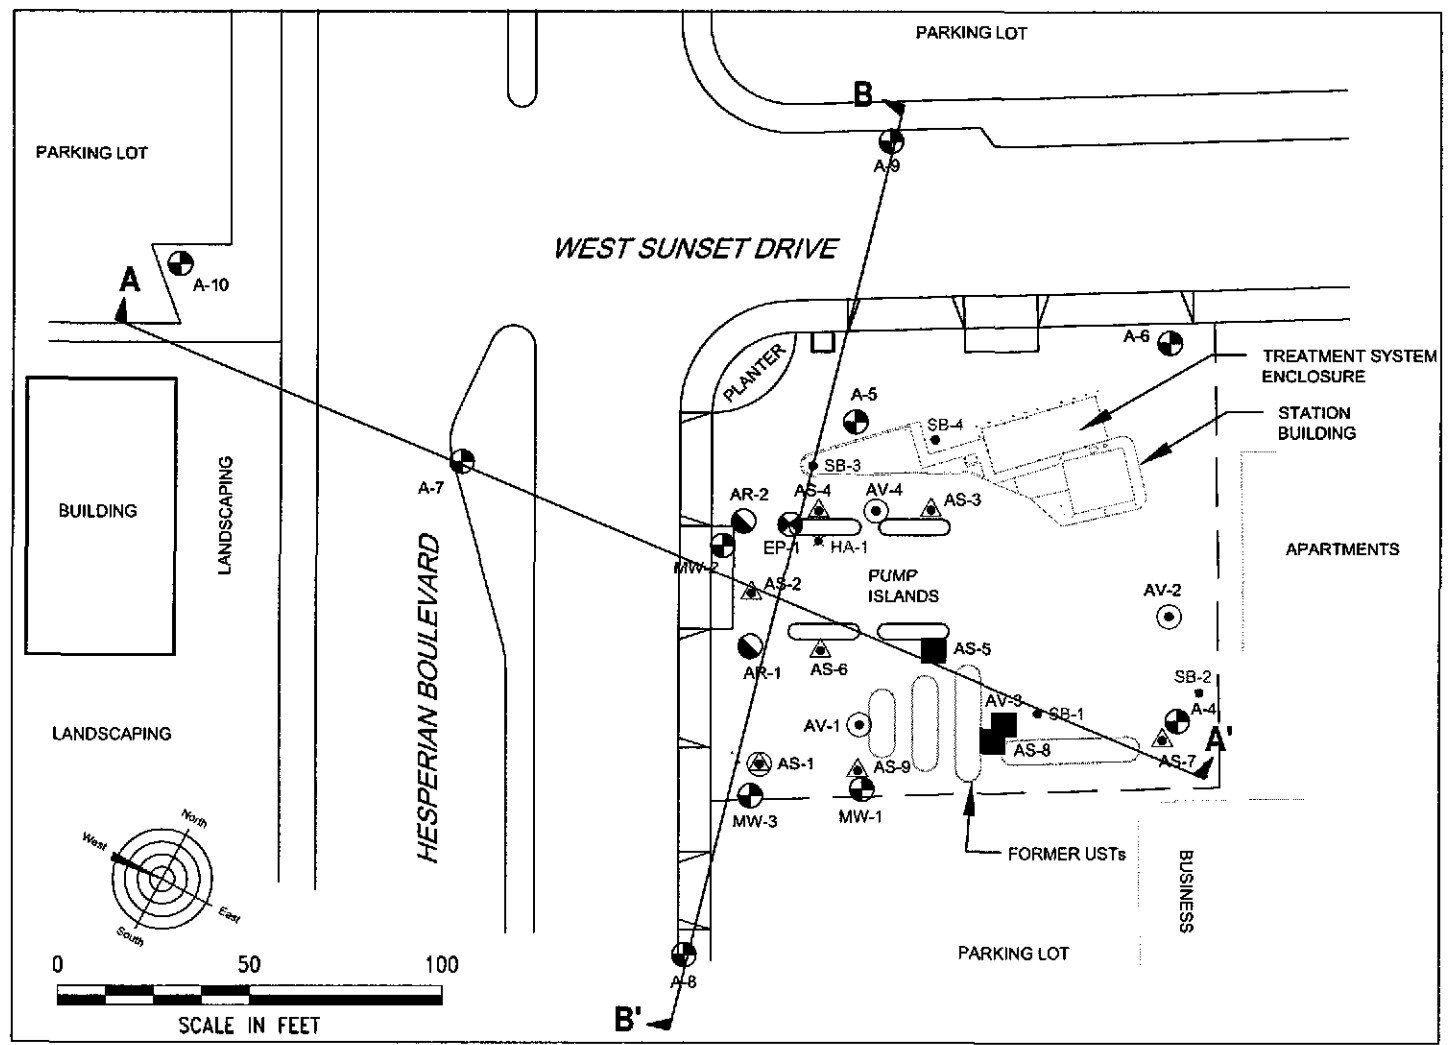 PARKING LOT
B
PARKING LOT
A-9
WEST SUNSET DRIVE
A
A-10
A-6
TREATMENT SYSTEM
ENCLOSURE
PLANTER
A-5
STATION
BUILDING
SB-4
SB-3
A-7
LANDSCAPING
BUILDING
AR-2
AS-4
AV-4
AS-3
EP-1
HA-1
MW-2
APARTMENTS
AS-2
PUMP
ISLANDS
AV-2
HESPERIAN BOULEVARD
AR-1
AS-6
AS-5
SB-2
AV-3
SB-1
A-4
AV-1
LANDSCAPING
AS-8
A'
AS-7
AS-1
AS-9
MW-3
MW-1
North
West
East
South
FORMER USTs
BUSINESS
PARKING LOT
0 50 100
A-8
SCALE IN FEET
B'